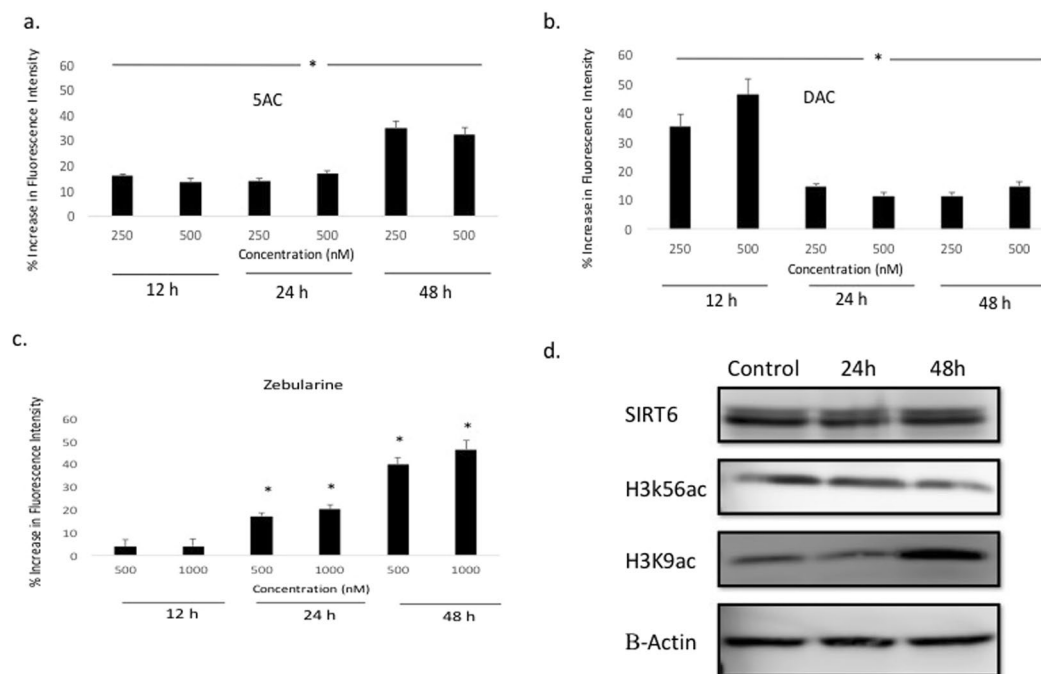 a.
% Increase in Fluorescence Intensity
60
50
40
30
20
10
0
*
5AC
250 500 250 500 250 500
Concentration (nM)
12 h 24 h 48 h
b.
% Increase in Fluorescence Intensity
60
50
40
30
20
10
0
*
DAC
250 500 250 500 250 500
Concentration (nM)
12 h 24 h 48 h
c.
Zebularine
% Increase in Fluorescence Intensity
60
50
40
30
20
10
0
* * * *
500 1000 500 1000 500 1000
Concentration (nM)
12 h 24 h 48 h
d.
Control 24h 48h
SIRT6
H3k56ac
H3K9ac
B-Actin